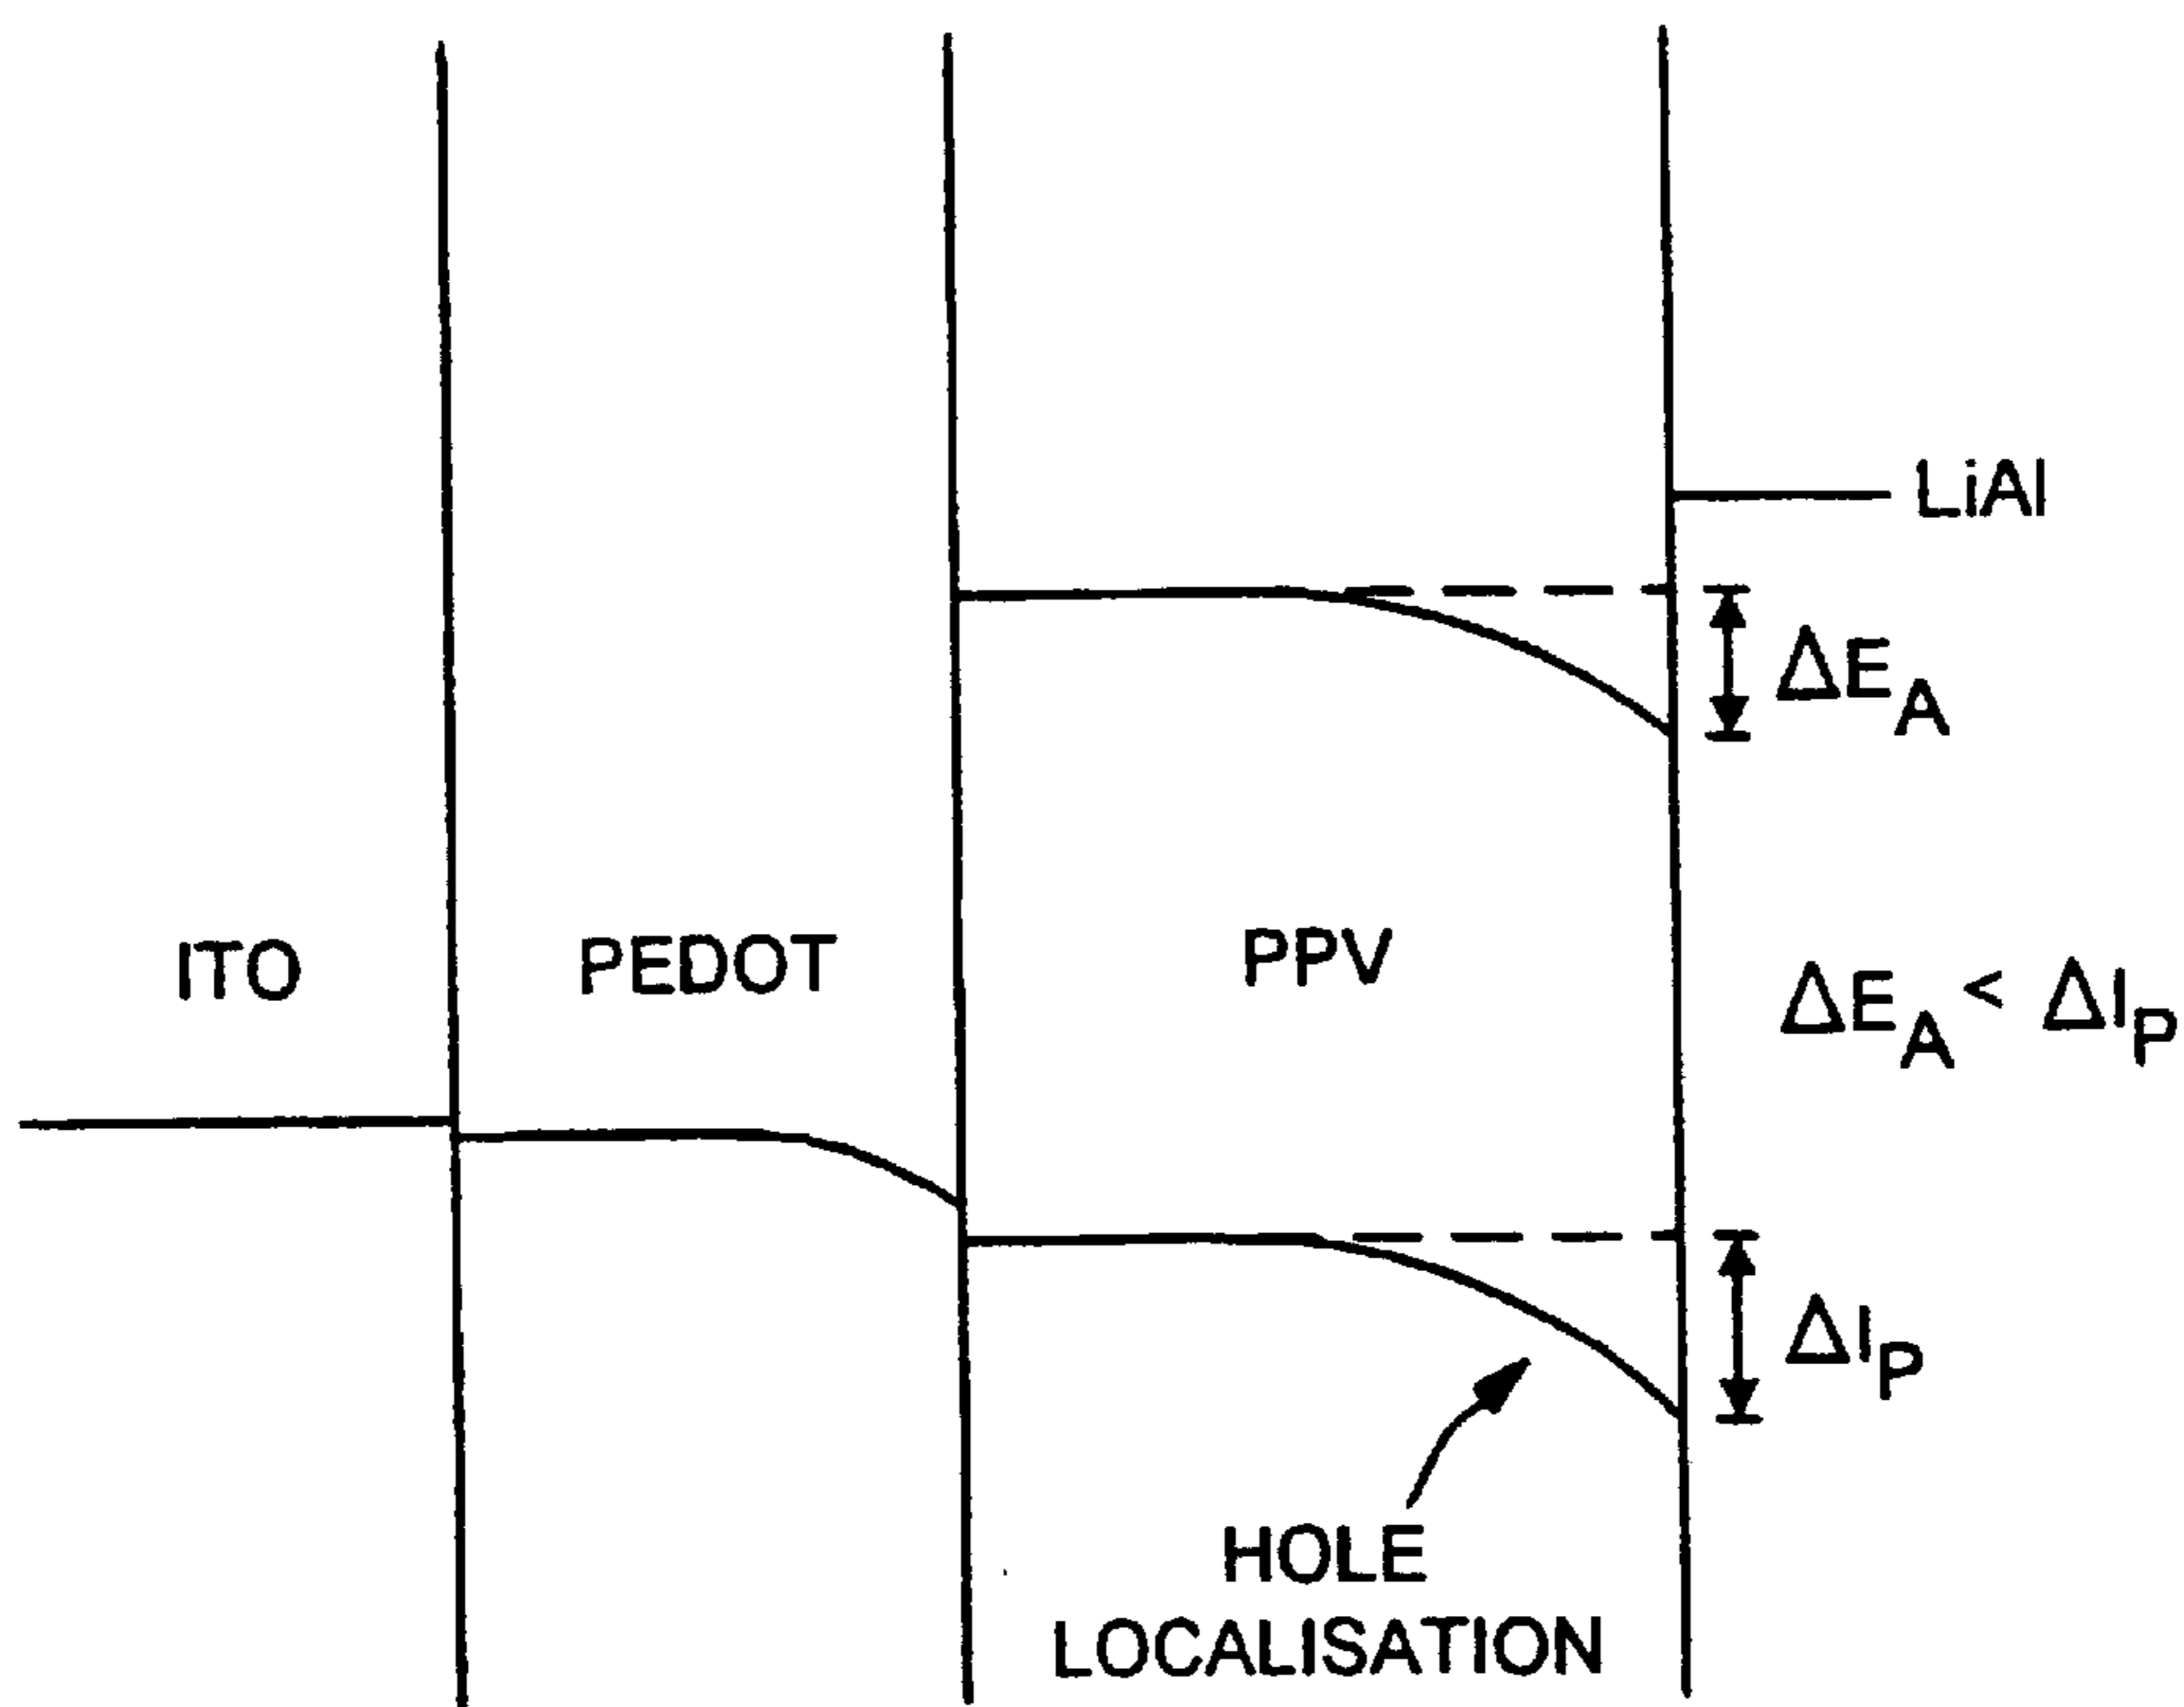 LiAl
ΔE_A
ITO
PEDOT
PPV
ΔE_A < ΔI_P
ΔI_P
HOLE
LOCALISATION